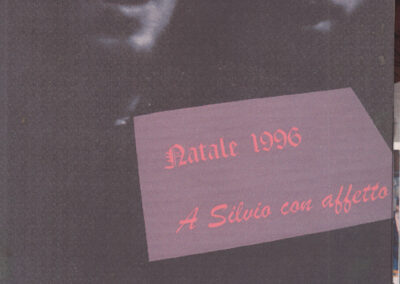 Natale 1996
A Silvio con affetto